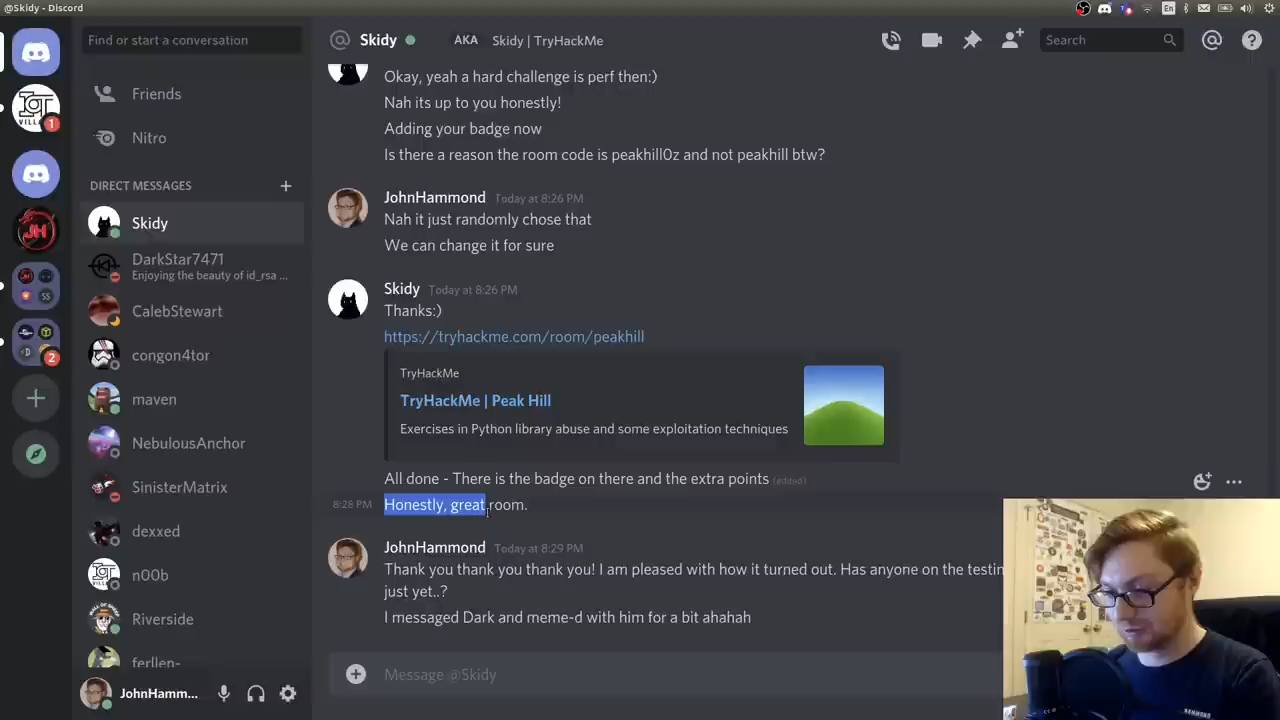 @Skidy - Discord
En
Find or start a conversation
@ Skidy
AKA Skidy | TryHackMe
Search
Friends
Nitro
DIRECT MESSAGES
Skidy
DarkStar7471
Enjoying the beauty of id_rsa ...
CalebStewart
congon4tor
maven
NebulousAnchor
SinisterMatrix
dexxed
n00b
Riverside
ferllen-
JohnHamm...
1
JH
2
Okay, yeah a hard challenge is perf then:)
Nah its up to you honestly!
Adding your badge now
Is there a reason the room code is peakhill0z and not peakhill btw?
JohnHammond Today at 8:26 PM
Nah it just randomly chose that
We can change it for sure
Skidy Today at 8:26 PM
Thanks:)
https://tryhackme.com/room/peakhill
TryHackMe
TryHackMe | Peak Hill
Exercises in Python library abuse and some exploitation techniques
All done - There is the badge on there and the extra points (edited)
8:28 PM Honestly, great room.
JohnHammond Today at 8:29 PM
Thank you thank you thank you! I am pleased with how it turned out. Has anyone on the testin
just yet..?
I messaged Dark and meme-d with him for a bit ahahah
Message @Skidy